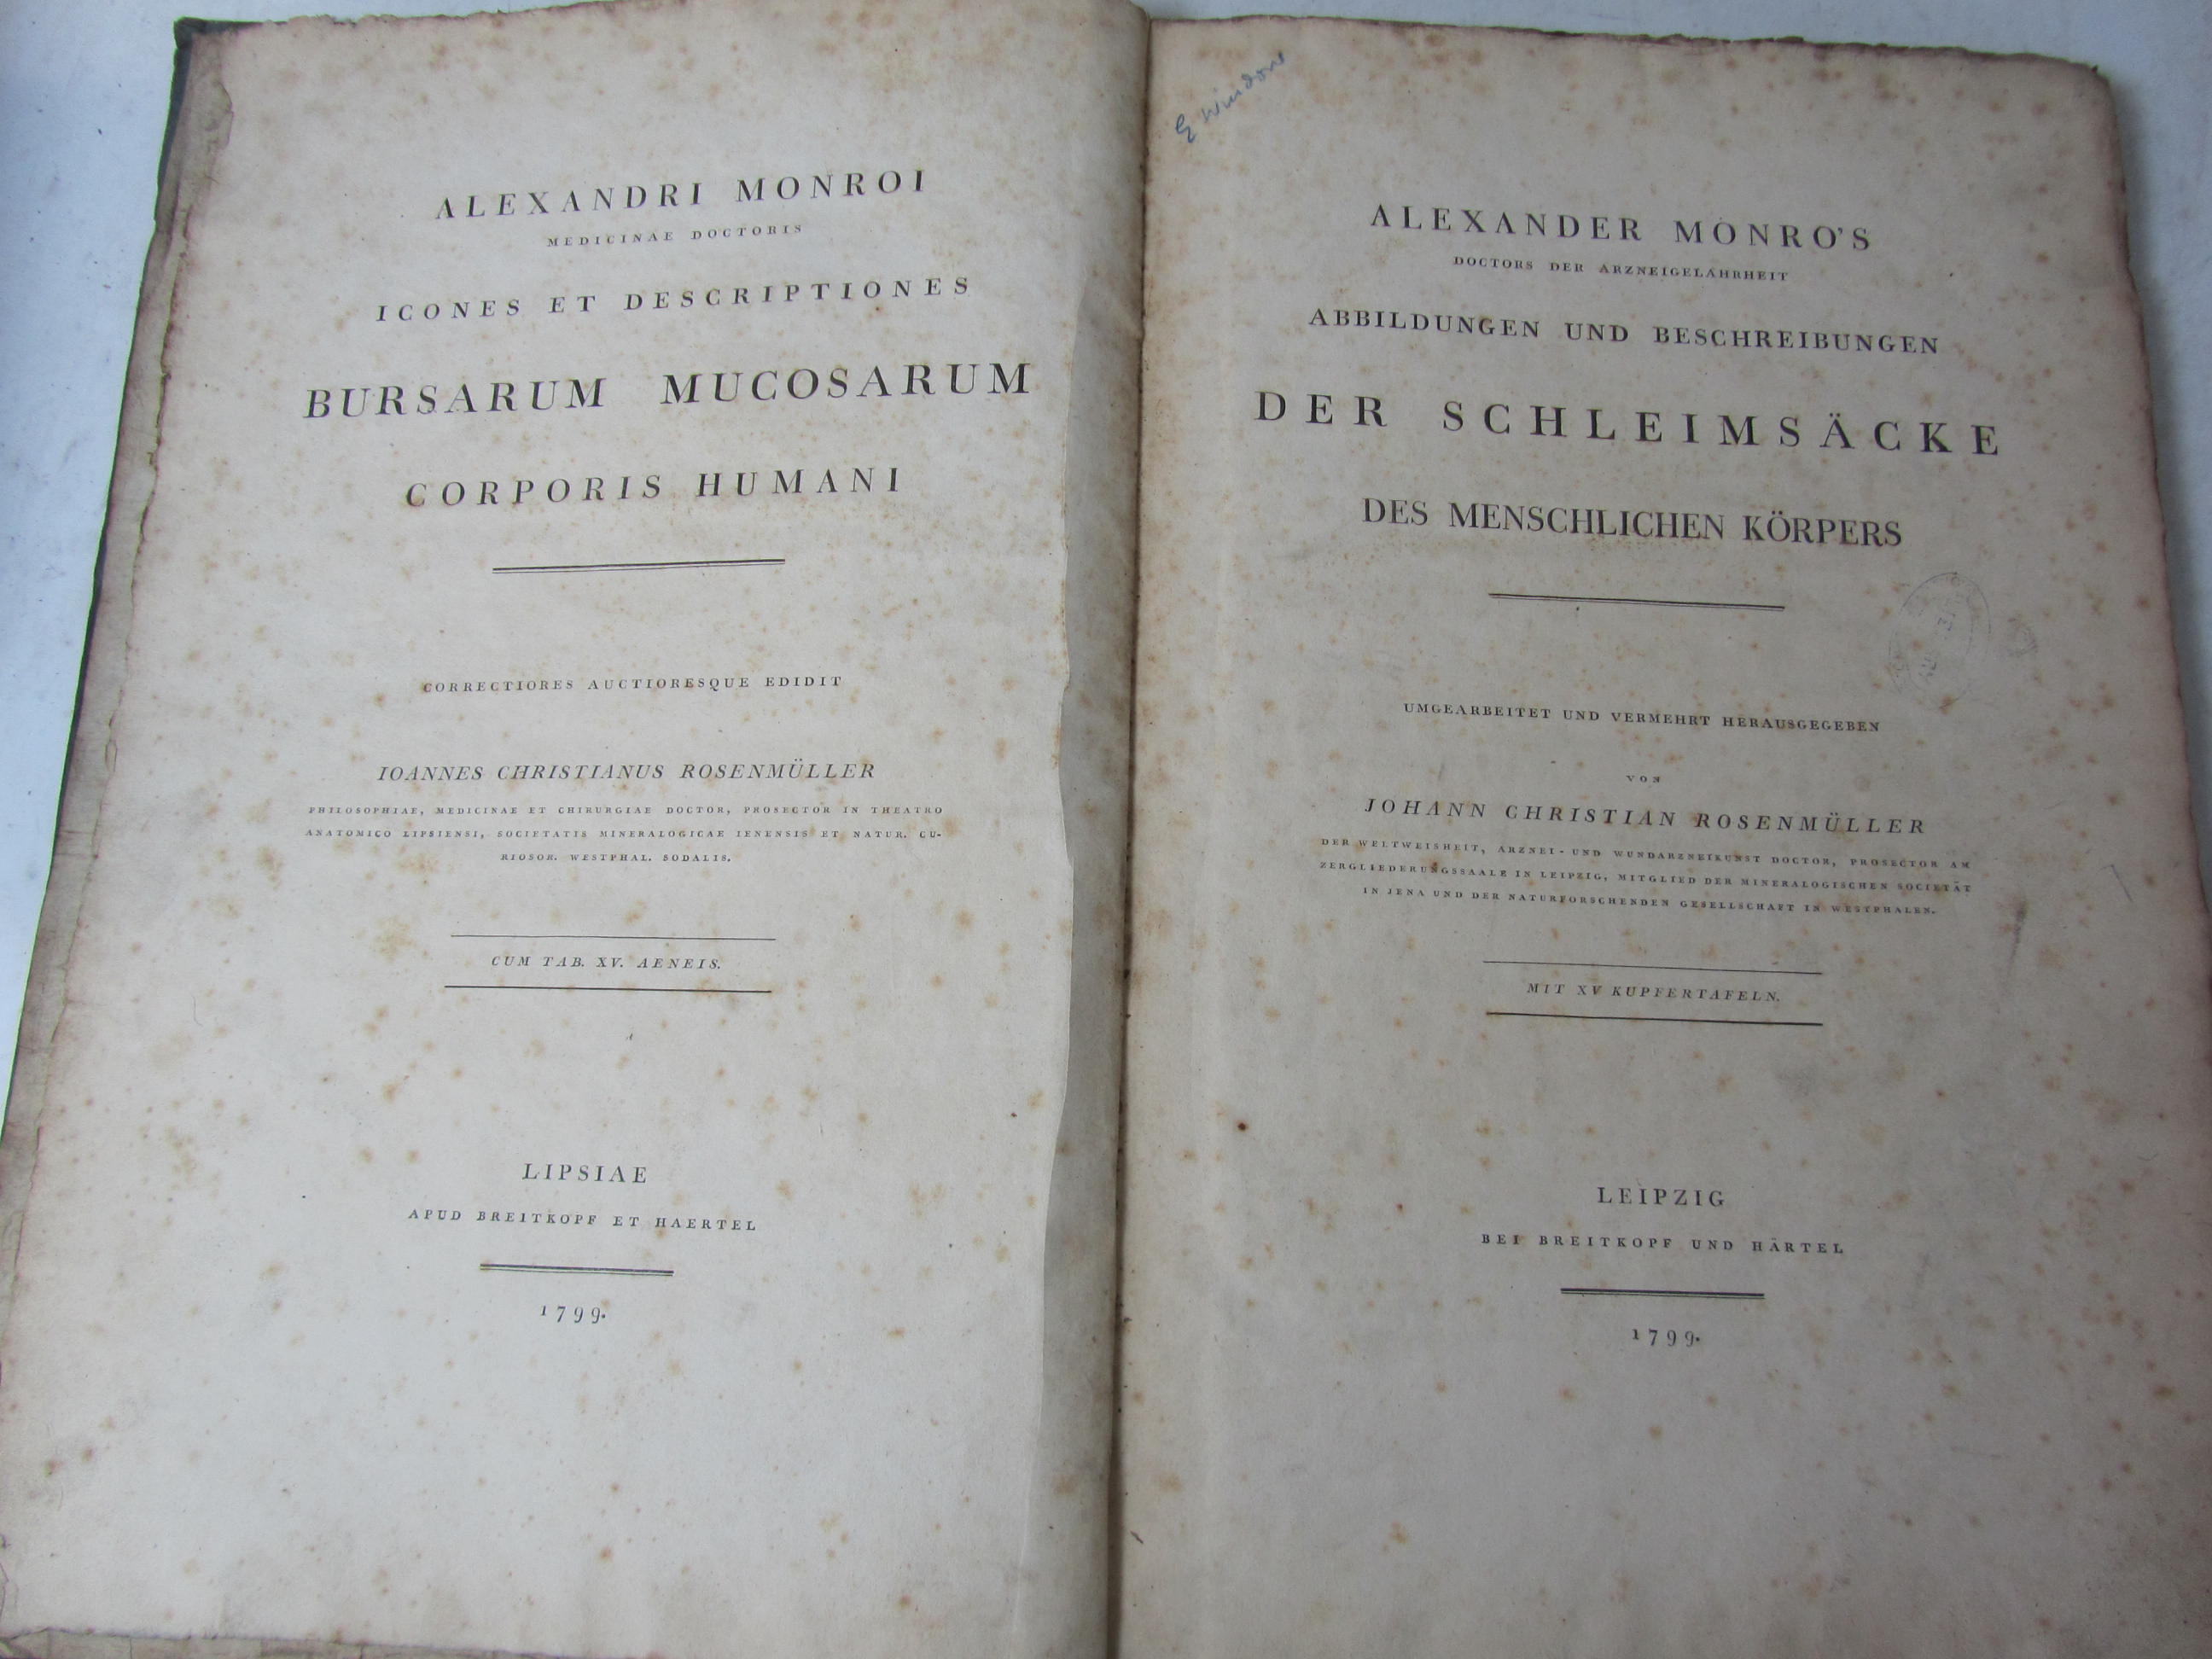 ALEXANDRI MONROI
MEDICINAE DOCTORIS
ICONES ET DESCRIPTIONES
BURSARUM MUCOSARUM
CORPORIS HUMANI
CORRECTIORES AUCTIORESQUE EDIDIT
IOANNES CHRISTIANUS ROSENMÜLLER
PHILOSOPHIAE, MEDICINAE ET CHIRURGIAE DOCTOR, PROSECTOR IN THEATRO
ANATOMICO LIPSIENSI, SOCIETATIS MINERALOGICAE IENENSIS ET NATUR. CU-
RIOSOR. WESTPHAL. SODALIS.
CUM TAB. XV. AENEIS.
LIPSIAE
APUD BREITKOPF ET HAERTEL
1799.
ALEXANDER MONRO'S
DOCTORS DER ARZNEIGELAHRHEIT
ABBILDUNGEN UND BESCHREIBUNGEN
DER SCHLEIMSÄCKE
DES MENSCHLICHEN KÖRPERS
UMGEARBEITET UND VERMEHRT HERAUSGEGEBEN
VON
JOHANN CHRISTIAN ROSENMÜLLER
DER WELTWEISHEIT, ARZNEI- UND WUNDARZNEIKUNST DOCTOR, PROSECTOR AM
ZERGLIEDERUNGSSAALE IN LEIPZIG, MITGLIED DER MINERALOGISCHEN SOCIETÄT
IN JENA UND DER NATURFORSCHENDEN GESELLSCHAFT IN WESTPHALEN.
MIT XV KUPFERTAFELN.
LEIPZIG
BEI BREITKOPF UND HÄRTEL
1799.